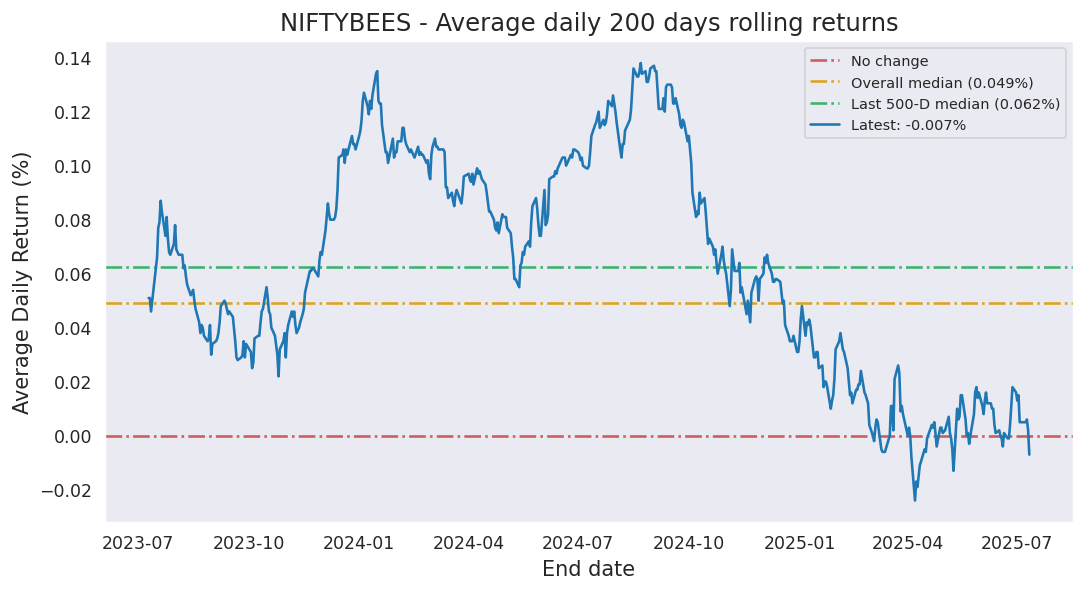 NIFTYBEES - Average daily 200 days rolling returns
No change
Overall median (0.049%)
Last 500-D median (0.062%)
Latest: -0.007%
Average Daily Return (%)
0.14
0.12
0.10
0.08
0.06
0.04
0.02
0.00
−0.02
2023-07 2023-10 2024-01 2024-04 2024-07 2024-10 2025-01 2025-04 2025-07
End date